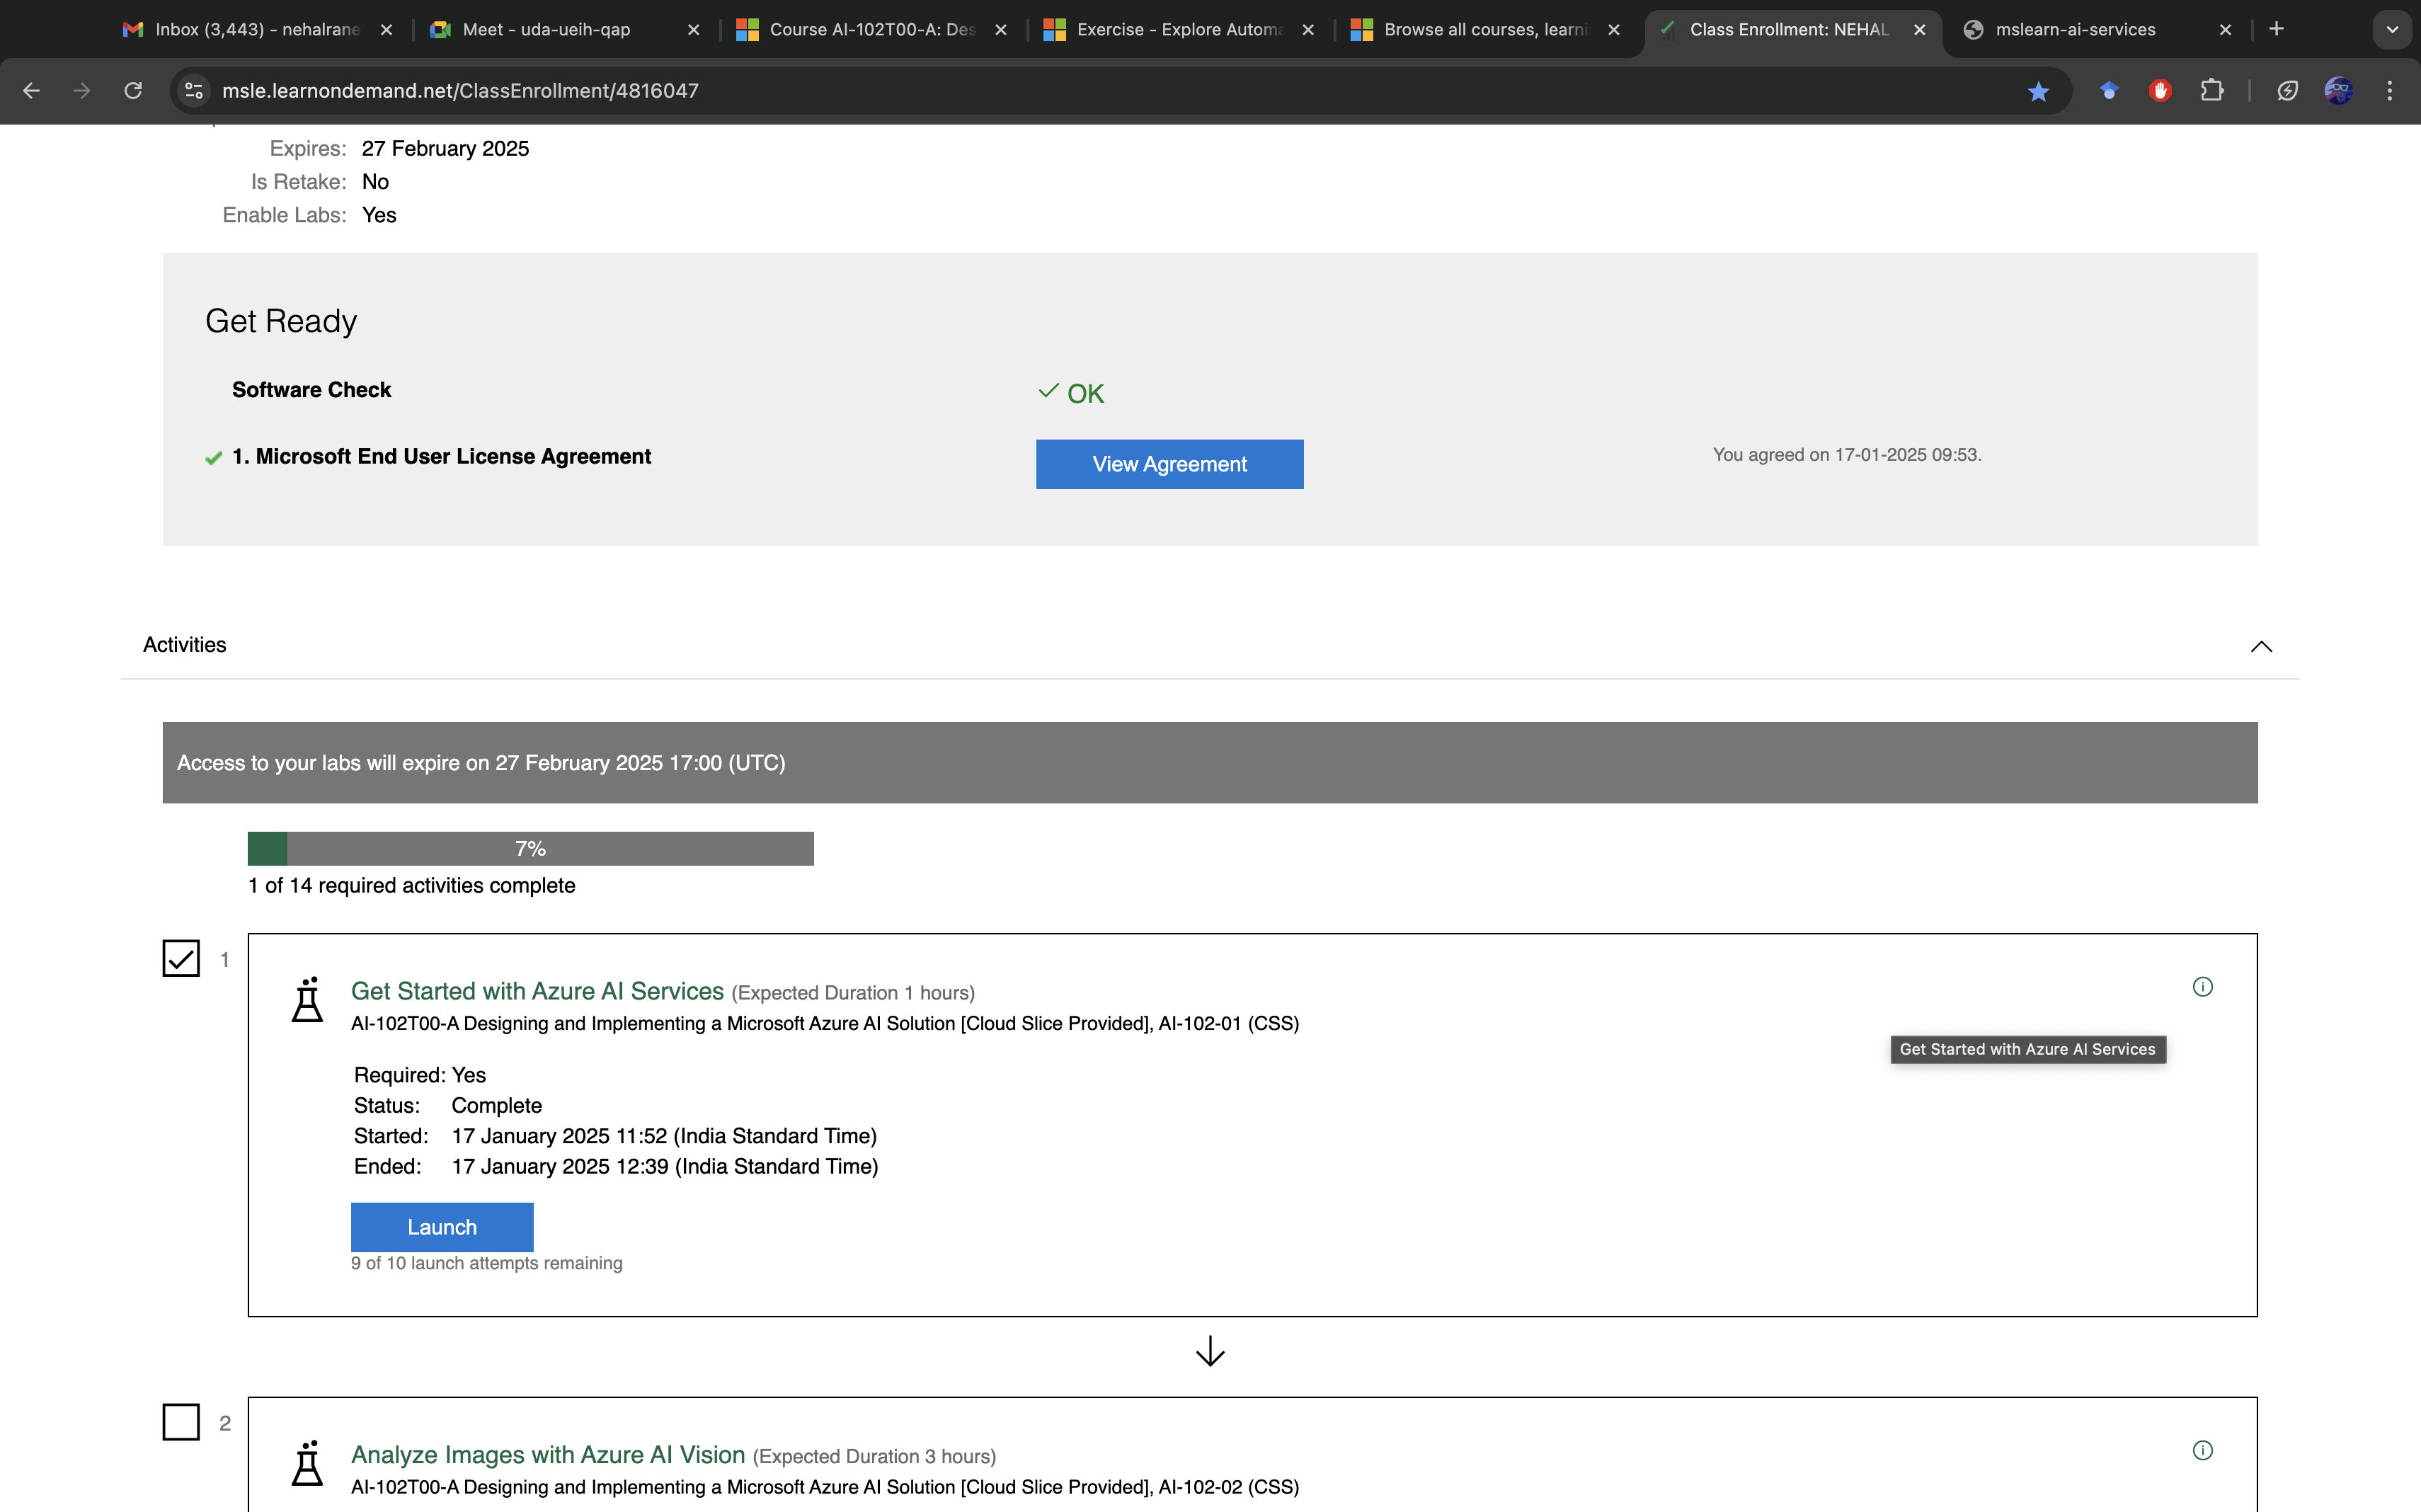 Inbox (3,443) - nehalrane
Meet - uda-ueih-qap
Course AI-102T00-A: Des
Exercise - Explore Automa
Browse all courses, learni
Class Enrollment: NEHAL
mslearn-ai-services
msle.learnondemand.net/ClassEnrollment/4816047
Expires: 27 February 2025
Is Retake: No
Enable Labs: Yes
Get Ready
Software Check
OK
1. Microsoft End User License Agreement
View Agreement
You agreed on 17-01-2025 09:53.
Activities
Access to your labs will expire on 27 February 2025 17:00 (UTC)
7%
1 of 14 required activities complete
1
Get Started with Azure AI Services (Expected Duration 1 hours)
AI-102T00-A Designing and Implementing a Microsoft Azure AI Solution [Cloud Slice Provided], AI-102-01 (CSS)
Get Started with Azure AI Services
Required: Yes
Status: Complete
Started: 17 January 2025 11:52 (India Standard Time)
Ended: 17 January 2025 12:39 (India Standard Time)
Launch
9 of 10 launch attempts remaining
2
Analyze Images with Azure AI Vision (Expected Duration 3 hours)
AI-102T00-A Designing and Implementing a Microsoft Azure AI Solution [Cloud Slice Provided], AI-102-02 (CSS)